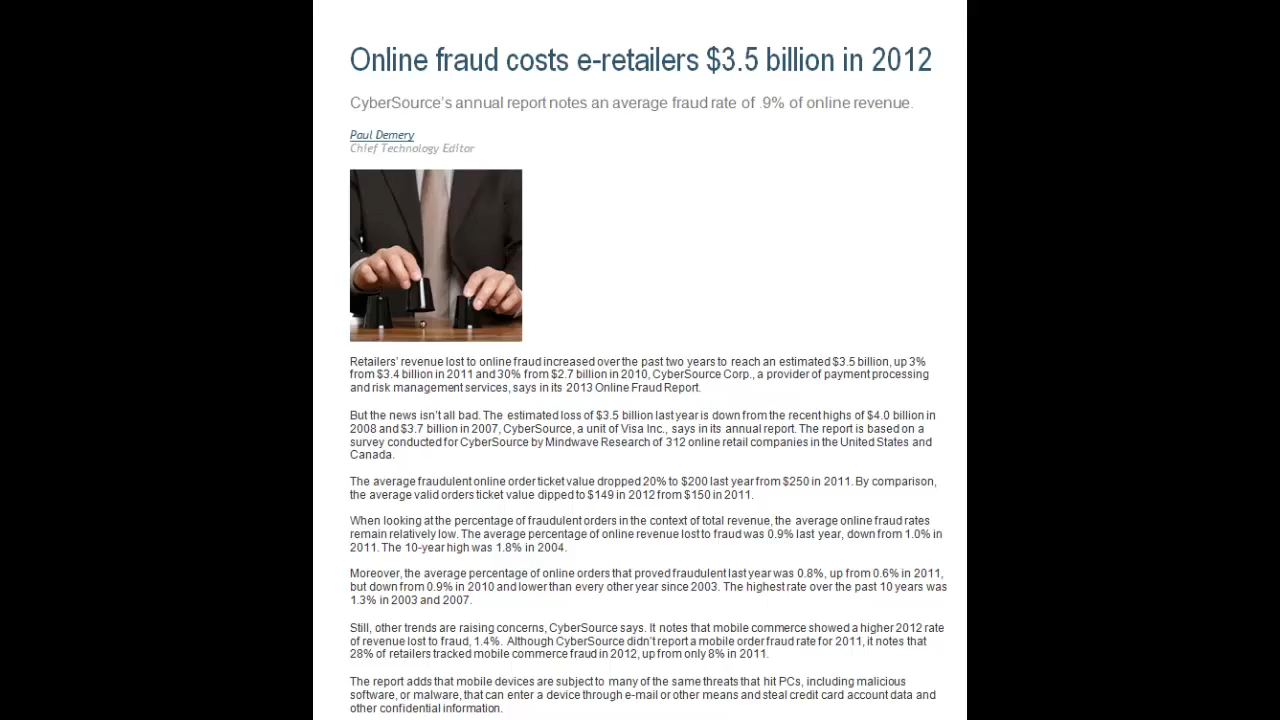 Online fraud costs e-retailers $3.5 billion in 2012
CyberSource's annual report notes an average fraud rate of .9% of online revenue.
Paul Demery
Chief Technology Editor
Retailers' revenue lost to online fraud increased over the past two years to reach an estimated $3.5 billion, up 3%
from $3.4 billion in 2011 and 30% from $2.7 billion in 2010, CyberSource Corp., a provider of payment processing
and risk management services, says in its 2013 Online Fraud Report.
But the news isn't all bad. The estimated loss of $3.5 billion last year is down from the recent highs of $4.0 billion in
2008 and $3.7 billion in 2007, CyberSource, a unit of Visa Inc., says in its annual report. The report is based on a
survey conducted for CyberSource by Mindwave Research of 312 online retail companies in the United States and
Canada.
The average fraudulent online order ticket value dropped 20% to $200 last year from $250 in 2011. By comparison,
the average valid orders ticket value dipped to $149 in 2012 from $150 in 2011.
When looking at the percentage of fraudulent orders in the context of total revenue, the average online fraud rates
remain relatively low. The average percentage of online revenue lost to fraud was 0.9% last year, down from 1.0% in
2011. The 10-year high was 1.8% in 2004.
Moreover, the average percentage of online orders that proved fraudulent last year was 0.8%, up from 0.6% in 2011,
but down from 0.9% in 2010 and lower than every other year since 2003. The highest rate over the past 10 years was
1.3% in 2003 and 2007.
Still, other trends are raising concerns, CyberSource says. It notes that mobile commerce showed a higher 2012 rate
of revenue lost to fraud, 1.4%. Although CyberSource didn't report a mobile order fraud rate for 2011, it notes that
28% of retailers tracked mobile commerce fraud in 2012, up from only 8% in 2011.
The report adds that mobile devices are subject to many of the same threats that hit PCs, including malicious
software, or malware, that can enter a device through e-mail or other means and steal credit card account data and
other confidential information.